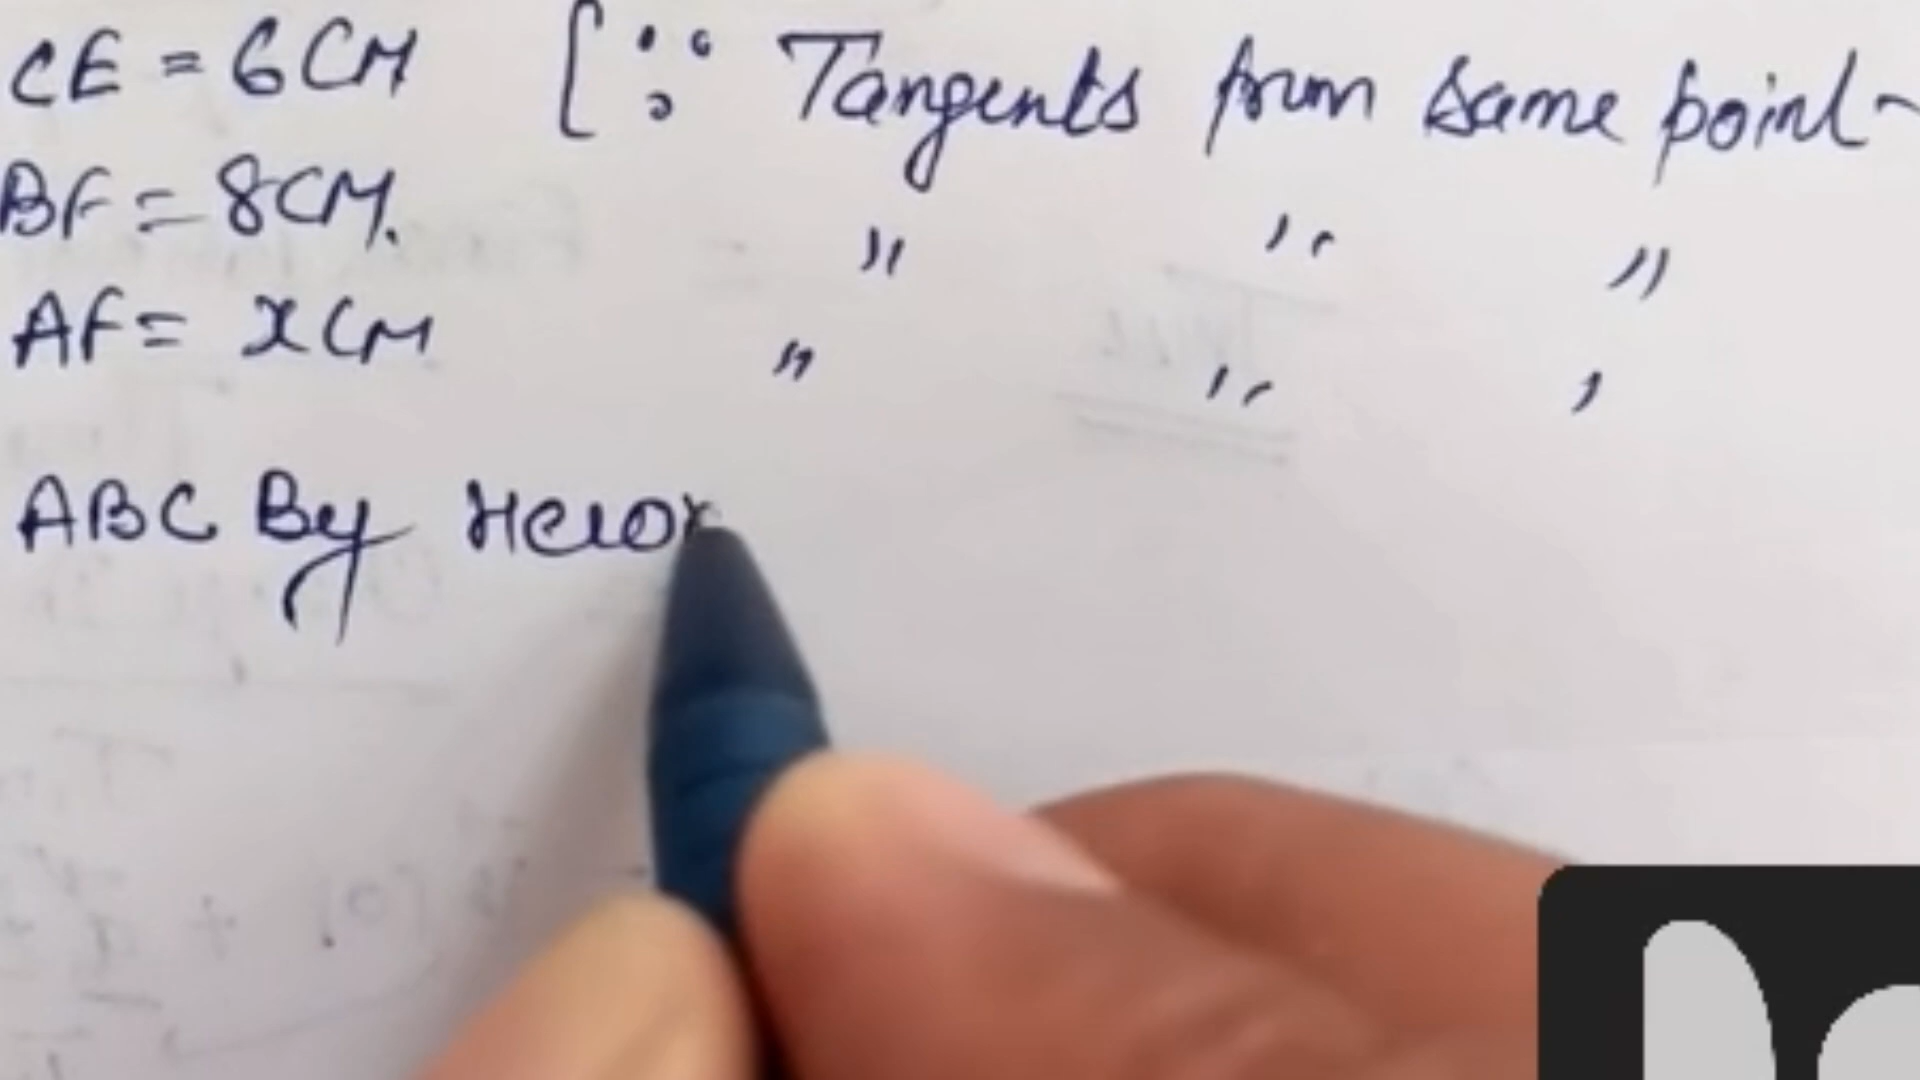 CE = 6CM [∵ Tangents from same point-
BF = 8CM. " " "
AF = xCM " " '
ABC By Heron